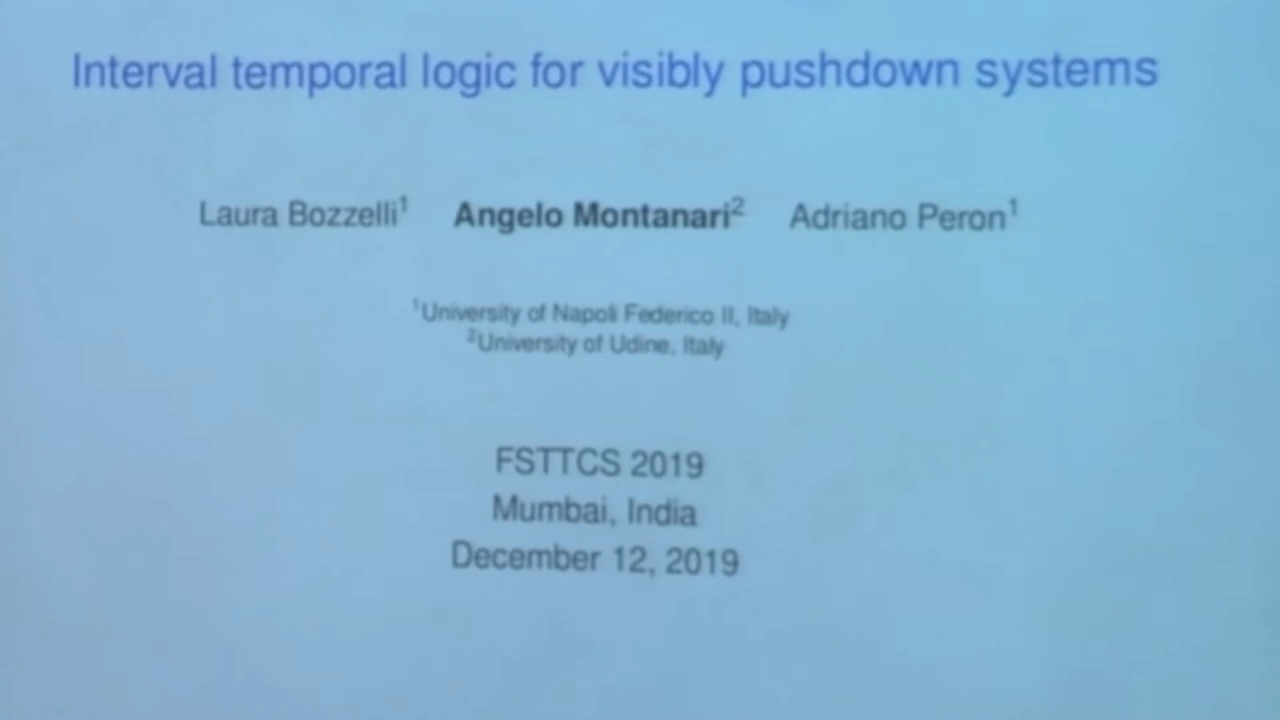 Interval temporal logic for visibly pushdown systems
Laura Bozzelli¹ Angelo Montanari² Adriano Peron¹
¹University of Napoli Federico II, Italy
²University of Udine, Italy
FSTTCS 2019
Mumbai, India
December 12, 2019